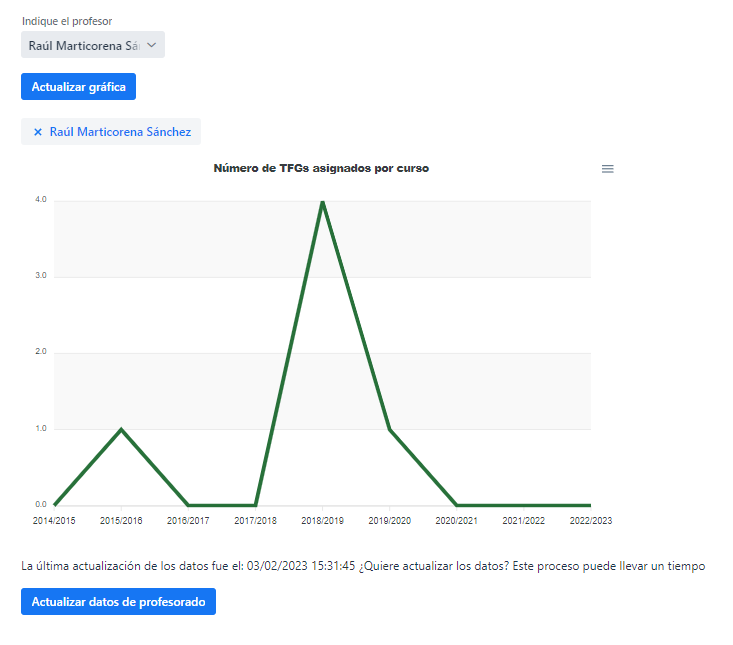 Indique el profesor
Raúl Marticorena Sá
Actualizar gráfica
× Raúl Marticorena Sánchez
Número de TFGs asignados por curso
4.0
3.0
2.0
1.0
0.0
2014/2015 2015/2016 2016/2017 2017/2018 2018/2019 2019/2020 2020/2021 2021/2022 2022/2023
La última actualización de los datos fue el: 03/02/2023 15:31:45 ¿Quiere actualizar los datos? Este proceso puede llevar un tiempo
Actualizar datos de profesorado